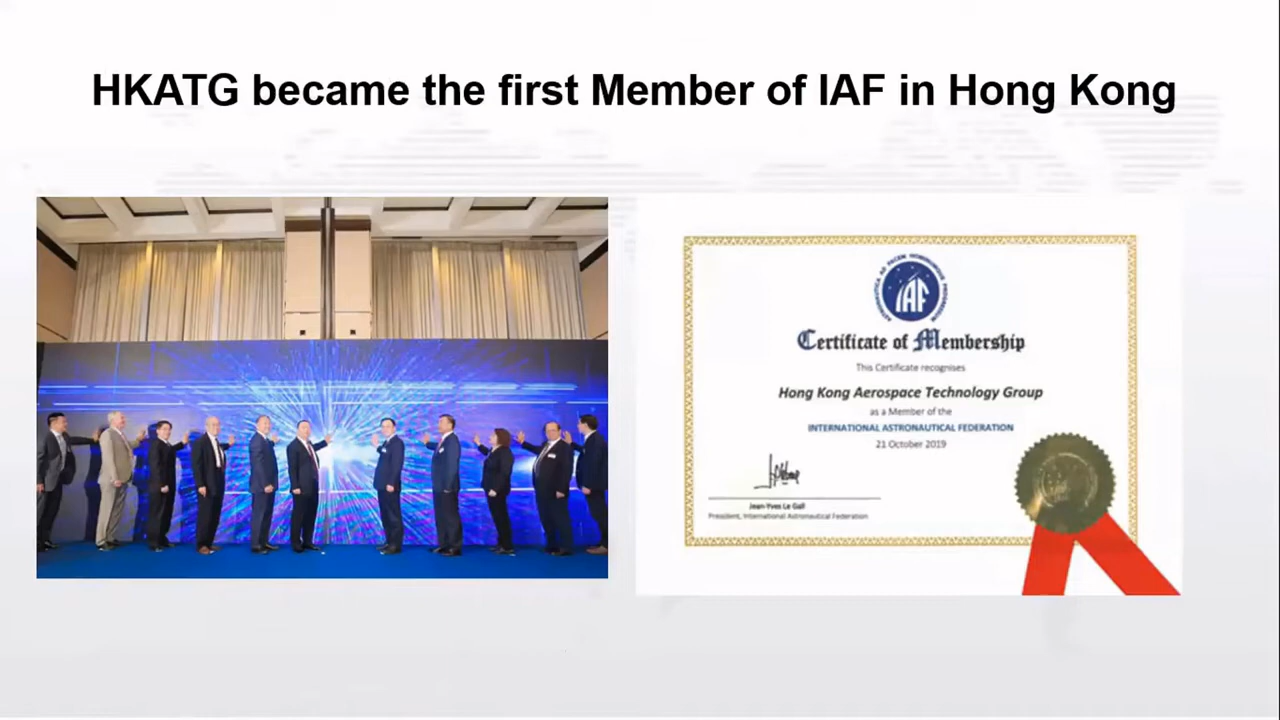 HKATG became the first Member of IAF in Hong Kong
IAF
Certificate of Membership
This Certificate recognises
Hong Kong Aerospace Technology Group
as a Member of the
INTERNATIONAL ASTRONAUTICAL FEDERATION
21 October 2019
Jean-Yves Le Gall
President, International Astronautical Federation